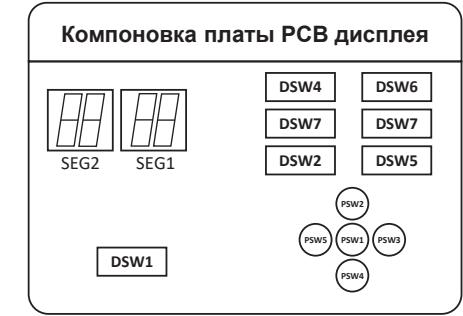 Компоновка платы PCB дисплея
DSW4 DSW6
DSW7 DSW7
SEG2 SEG1 DSW2 DSW5
PSW2
PSW5 PSW1 PSW3
DSW1
PSW4